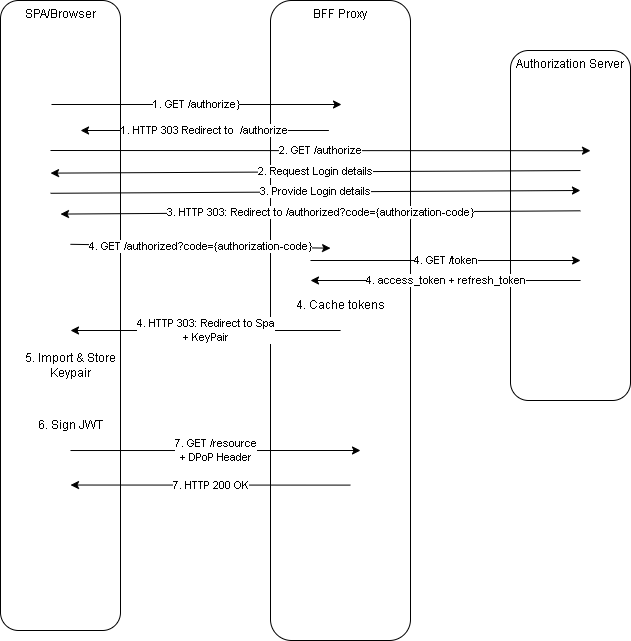 SPA/Browser
BFF Proxy
Authorization Server
1. GET /authorize}
1. HTTP 303 Redirect to /authorize
2. GET /authorize
2. Request Login details
3. Provide Login details
3. HTTP 303: Redirect to /authorized?code={authorization-code}
4. GET /authorized?code={authorization-code}
4. GET /token
4. access_token + refresh_token
4. Cache tokens
4. HTTP 303: Redirect to Spa
+ KeyPair
5. Import & Store
Keypair
6. Sign JWT
7. GET /resource
+ DPoP Header
7. HTTP 200 OK